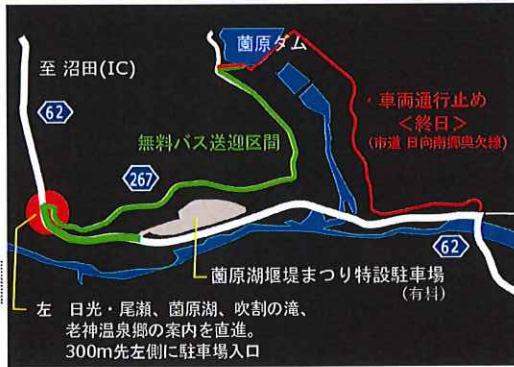 薗原ダム
至 沼田(IC)
62
・車両通行止め
<終日>
(市道 日向南郷奥欠線)
無料バス送迎区間
267
62
薗原湖堰堤まつり特設駐車場
(有料)
左 日光・尾瀬、薗原湖、吹割の滝、
老神温泉郷の案内を直進。
300m先左側に駐車場入口